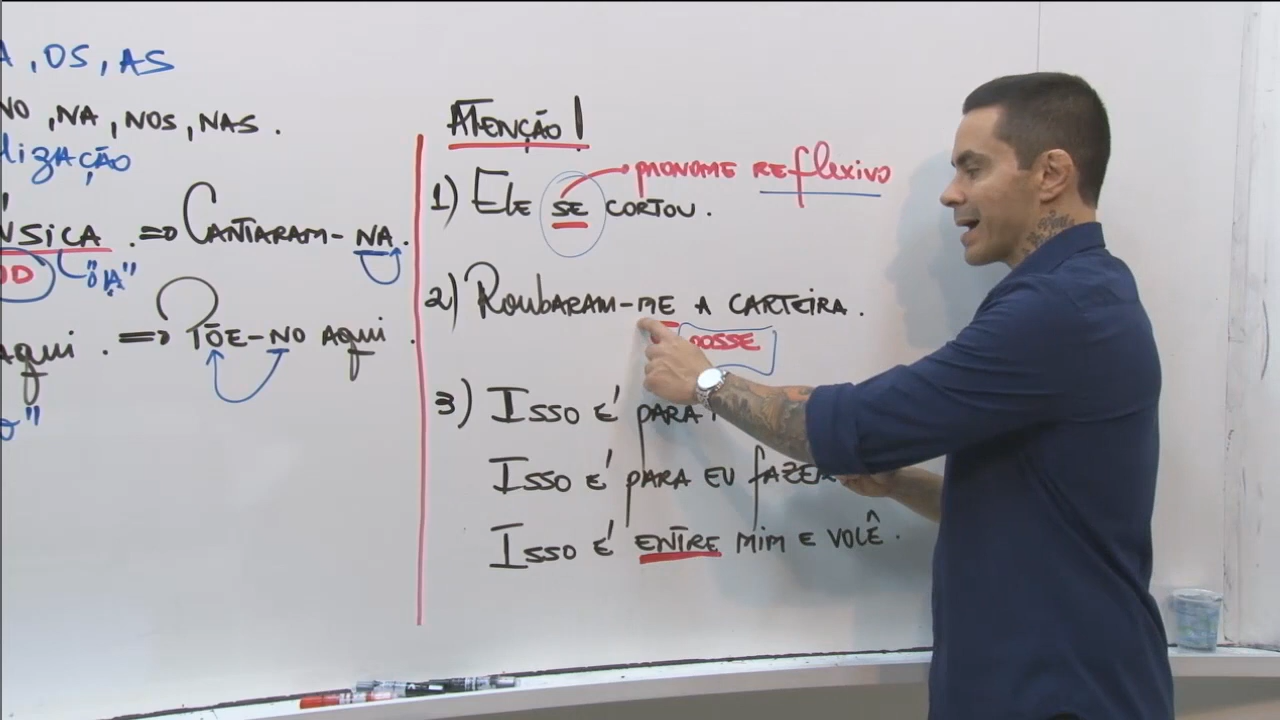 , OS, AS
NO, NA, NOS, NAS.
lização
ÚSICA. => CANTARAM-NA.
OD "A"
aqui. => PÕE-NO AQUI.
ATENÇÃO!
1) ELE SE CORTOU. PRONOME REFLEXIVO
2) ROUBARAM-ME A CARTEIRA.
POSSE
3) ISSO É PARA
ISSO É PARA EU FAZER
ISSO É ENTRE MIM E VOCÊ.